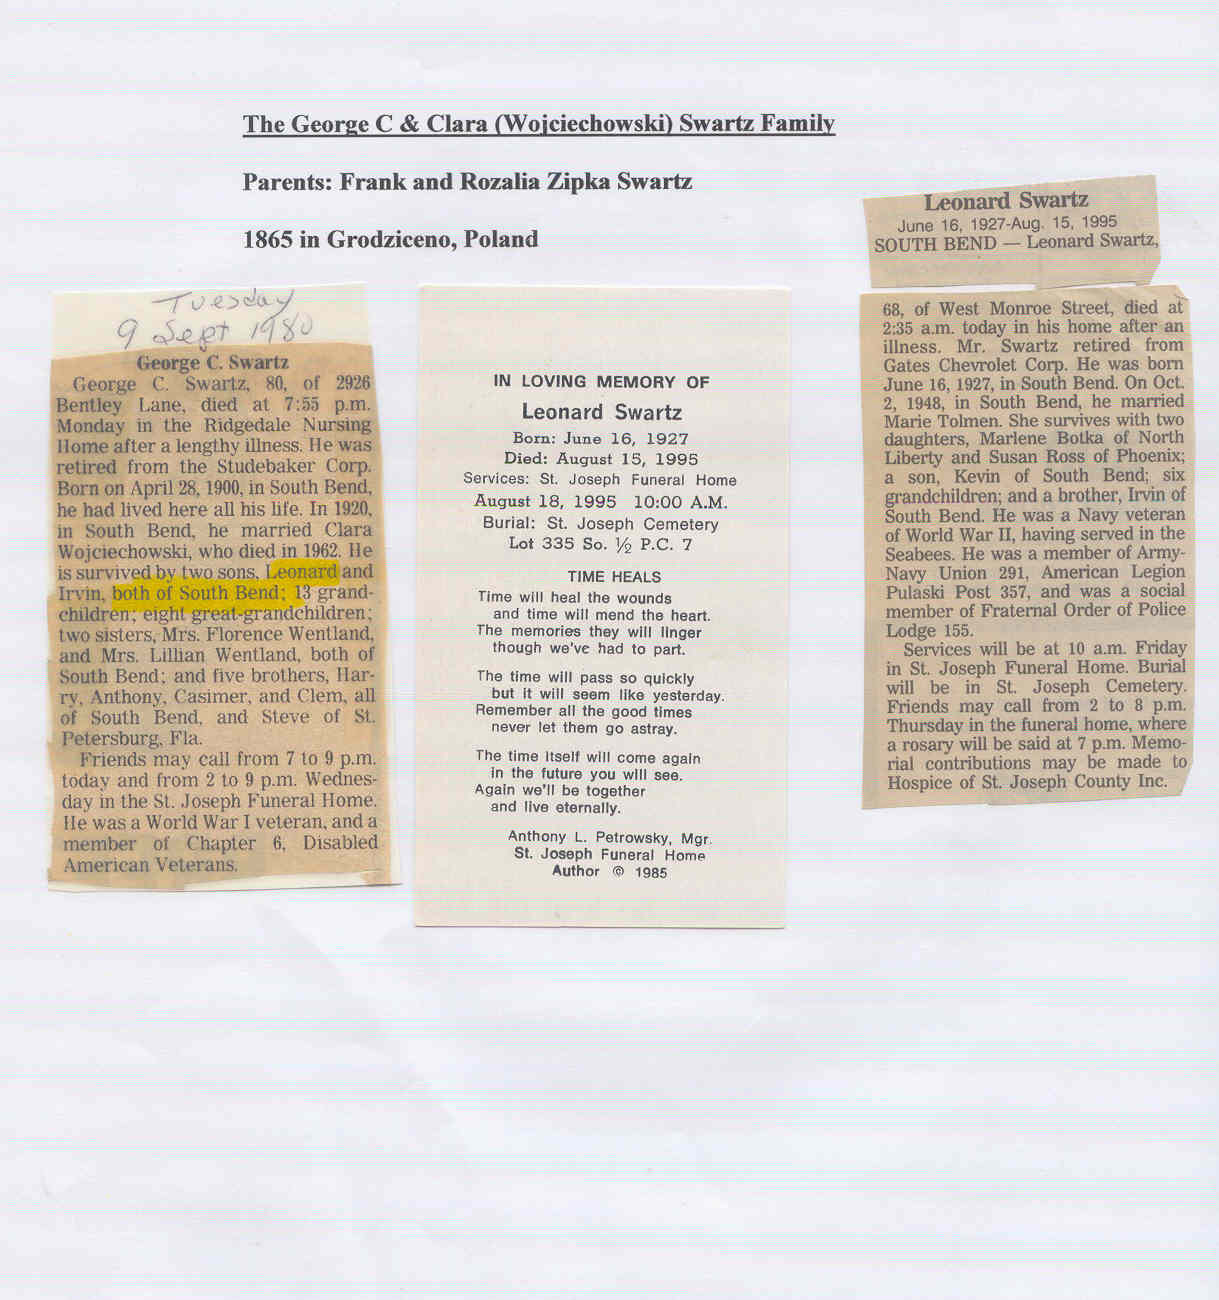 The George C & Clara (Wojciechowski) Swartz Family
Parents: Frank and Rozalia Zipka Swartz
1865 in Grodziceno, Poland
Tuesday
9 Sept 1980
George C. Swartz
George C. Swartz, 80, of 2926
Bentley Lane, died at 7:55 p.m.
Monday in the Ridgedale Nursing
Home after a lengthy illness. He was
retired from the Studebaker Corp.
Born on April 28, 1900, in South Bend,
he had lived here all his life. In 1920,
in South Bend, he married Clara
Wojciechowski, who died in 1962. He
is survived by two sons, Leonard and
Irvin, both of South Bend; 13 grand-
children; eight great-grandchildren;
two sisters, Mrs. Florence Wentland,
and Mrs. Lillian Wentland, both of
South Bend; and five brothers, Har-
ry, Anthony, Casimer, and Clem, all
of South Bend, and Steve of St.
Petersburg, Fla.
Friends may call from 7 to 9 p.m.
today and from 2 to 9 p.m. Wednes-
day in the St. Joseph Funeral Home.
He was a World War I veteran, and a
member of Chapter 6, Disabled
American Veterans.
IN LOVING MEMORY OF
Leonard Swartz
Born: June 16, 1927
Died: August 15, 1995
Services: St. Joseph Funeral Home
August 18, 1995 10:00 A.M.
Burial: St. Joseph Cemetery
Lot 335 So. ½ P.C. 7
TIME HEALS
Time will heal the wounds
and time will mend the heart.
The memories they will linger
though we've had to part.
The time will pass so quickly
but it will seem like yesterday.
Remember all the good times
never let them go astray.
The time itself will come again
in the future you will see.
Again we'll be together
and live eternally.
Anthony L. Petrowsky, Mgr.
St. Joseph Funeral Home
Author © 1985
Leonard Swartz
June 16, 1927-Aug. 15, 1995
SOUTH BEND — Leonard Swartz,
68, of West Monroe Street, died at
2:35 a.m. today in his home after an
illness. Mr. Swartz retired from
Gates Chevrolet Corp. He was born
June 16, 1927, in South Bend. On Oct.
2, 1948, in South Bend, he married
Marie Tolmen. She survives with two
daughters, Marlene Botka of North
Liberty and Susan Ross of Phoenix;
a son, Kevin of South Bend; six
grandchildren; and a brother, Irvin of
South Bend. He was a Navy veteran
of World War II, having served in the
Seabees. He was a member of Army-
Navy Union 291, American Legion
Pulaski Post 357, and was a social
member of Fraternal Order of Police
Lodge 155.
Services will be at 10 a.m. Friday
in St. Joseph Funeral Home. Burial
will be in St. Joseph Cemetery.
Friends may call from 2 to 8 p.m.
Thursday in the funeral home, where
a rosary will be said at 7 p.m. Memo-
rial contributions may be made to
Hospice of St. Joseph County Inc.